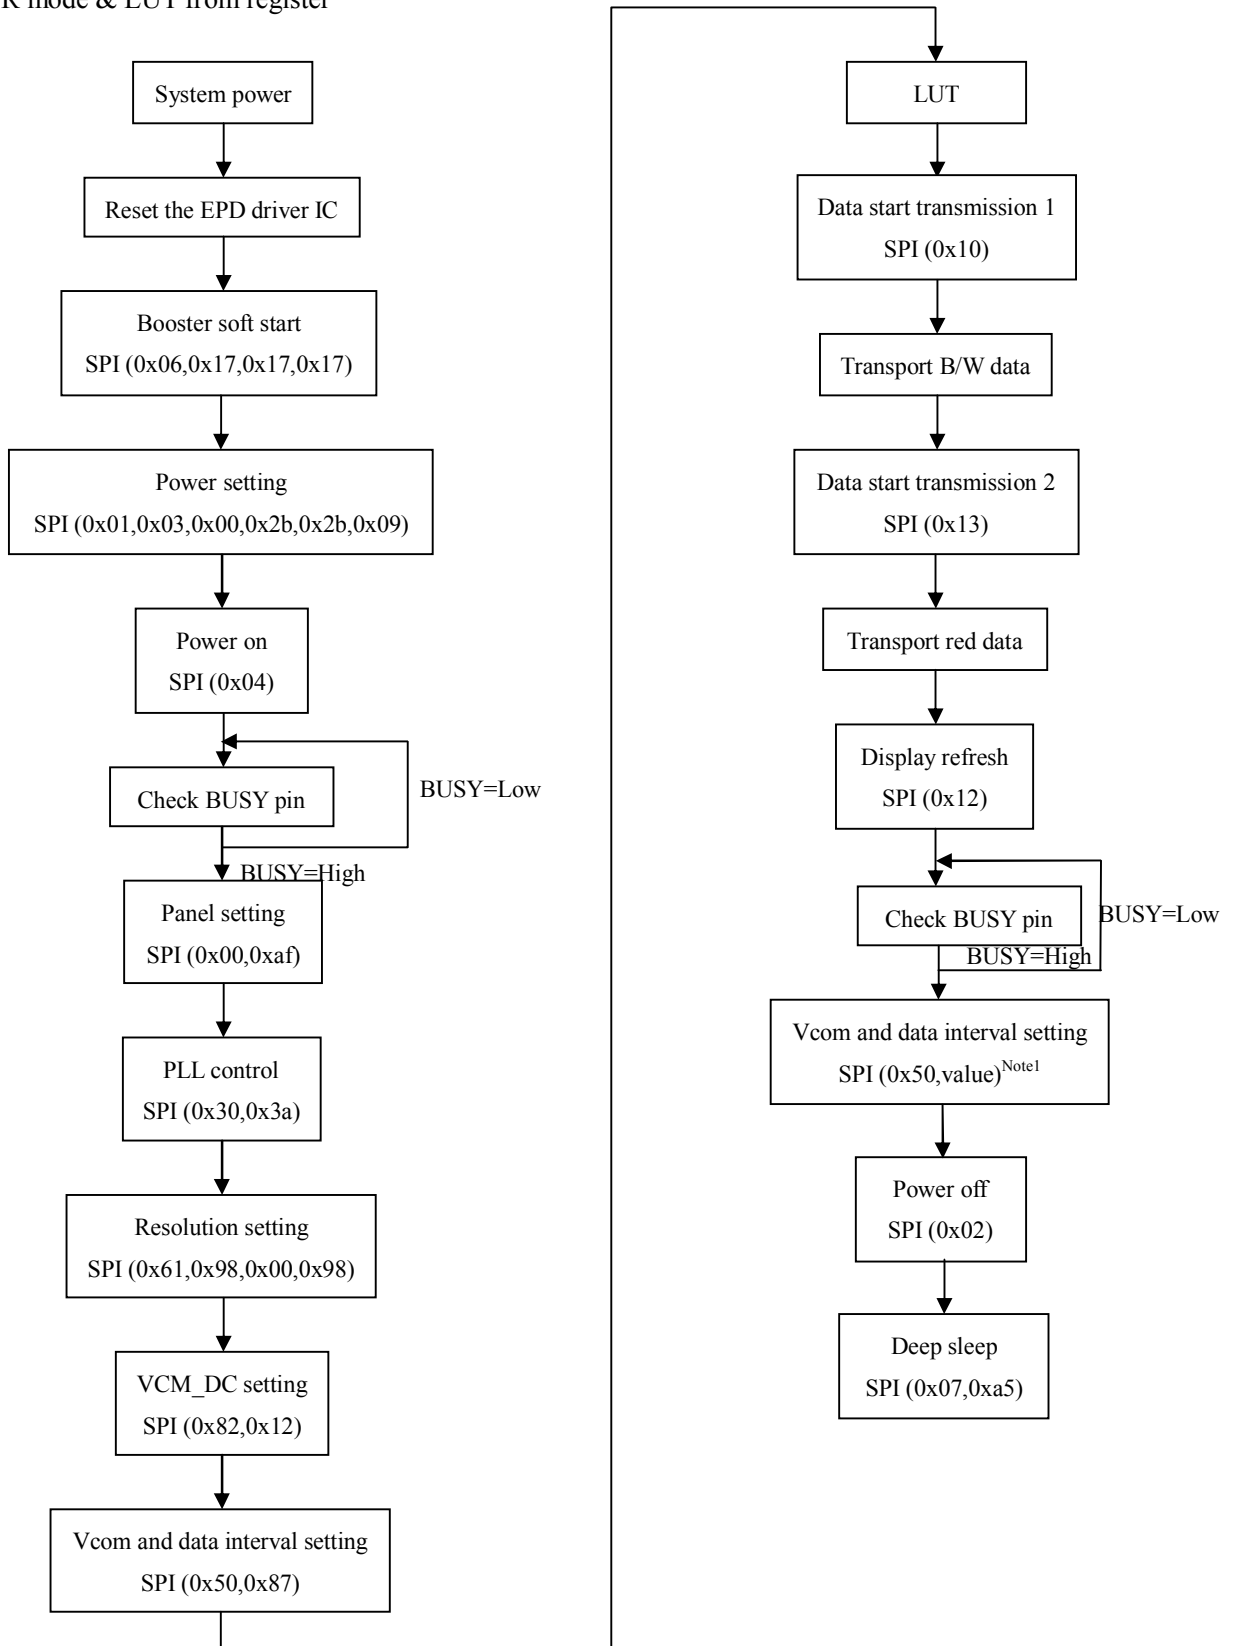 R mode & LUT from register
System power
Reset the EPD driver IC
Booster soft start
SPI (0x06,0x17,0x17,0x17)
Power setting
SPI (0x01,0x03,0x00,0x2b,0x2b,0x09)
Power on
SPI (0x04)
Check BUSY pin
BUSY=Low
BUSY=High
Panel setting
SPI (0x00,0xaf)
PLL control
SPI (0x30,0x3a)
Resolution setting
SPI (0x61,0x98,0x00,0x98)
VCM_DC setting
SPI (0x82,0x12)
Vcom and data interval setting
SPI (0x50,0x87)
LUT
Data start transmission 1
SPI (0x10)
Transport B/W data
Data start transmission 2
SPI (0x13)
Transport red data
Display refresh
SPI (0x12)
Check BUSY pin
BUSY=Low
BUSY=High
Vcom and data interval setting
SPI (0x50,value)Note1
Power off
SPI (0x02)
Deep sleep
SPI (0x07,0xa5)